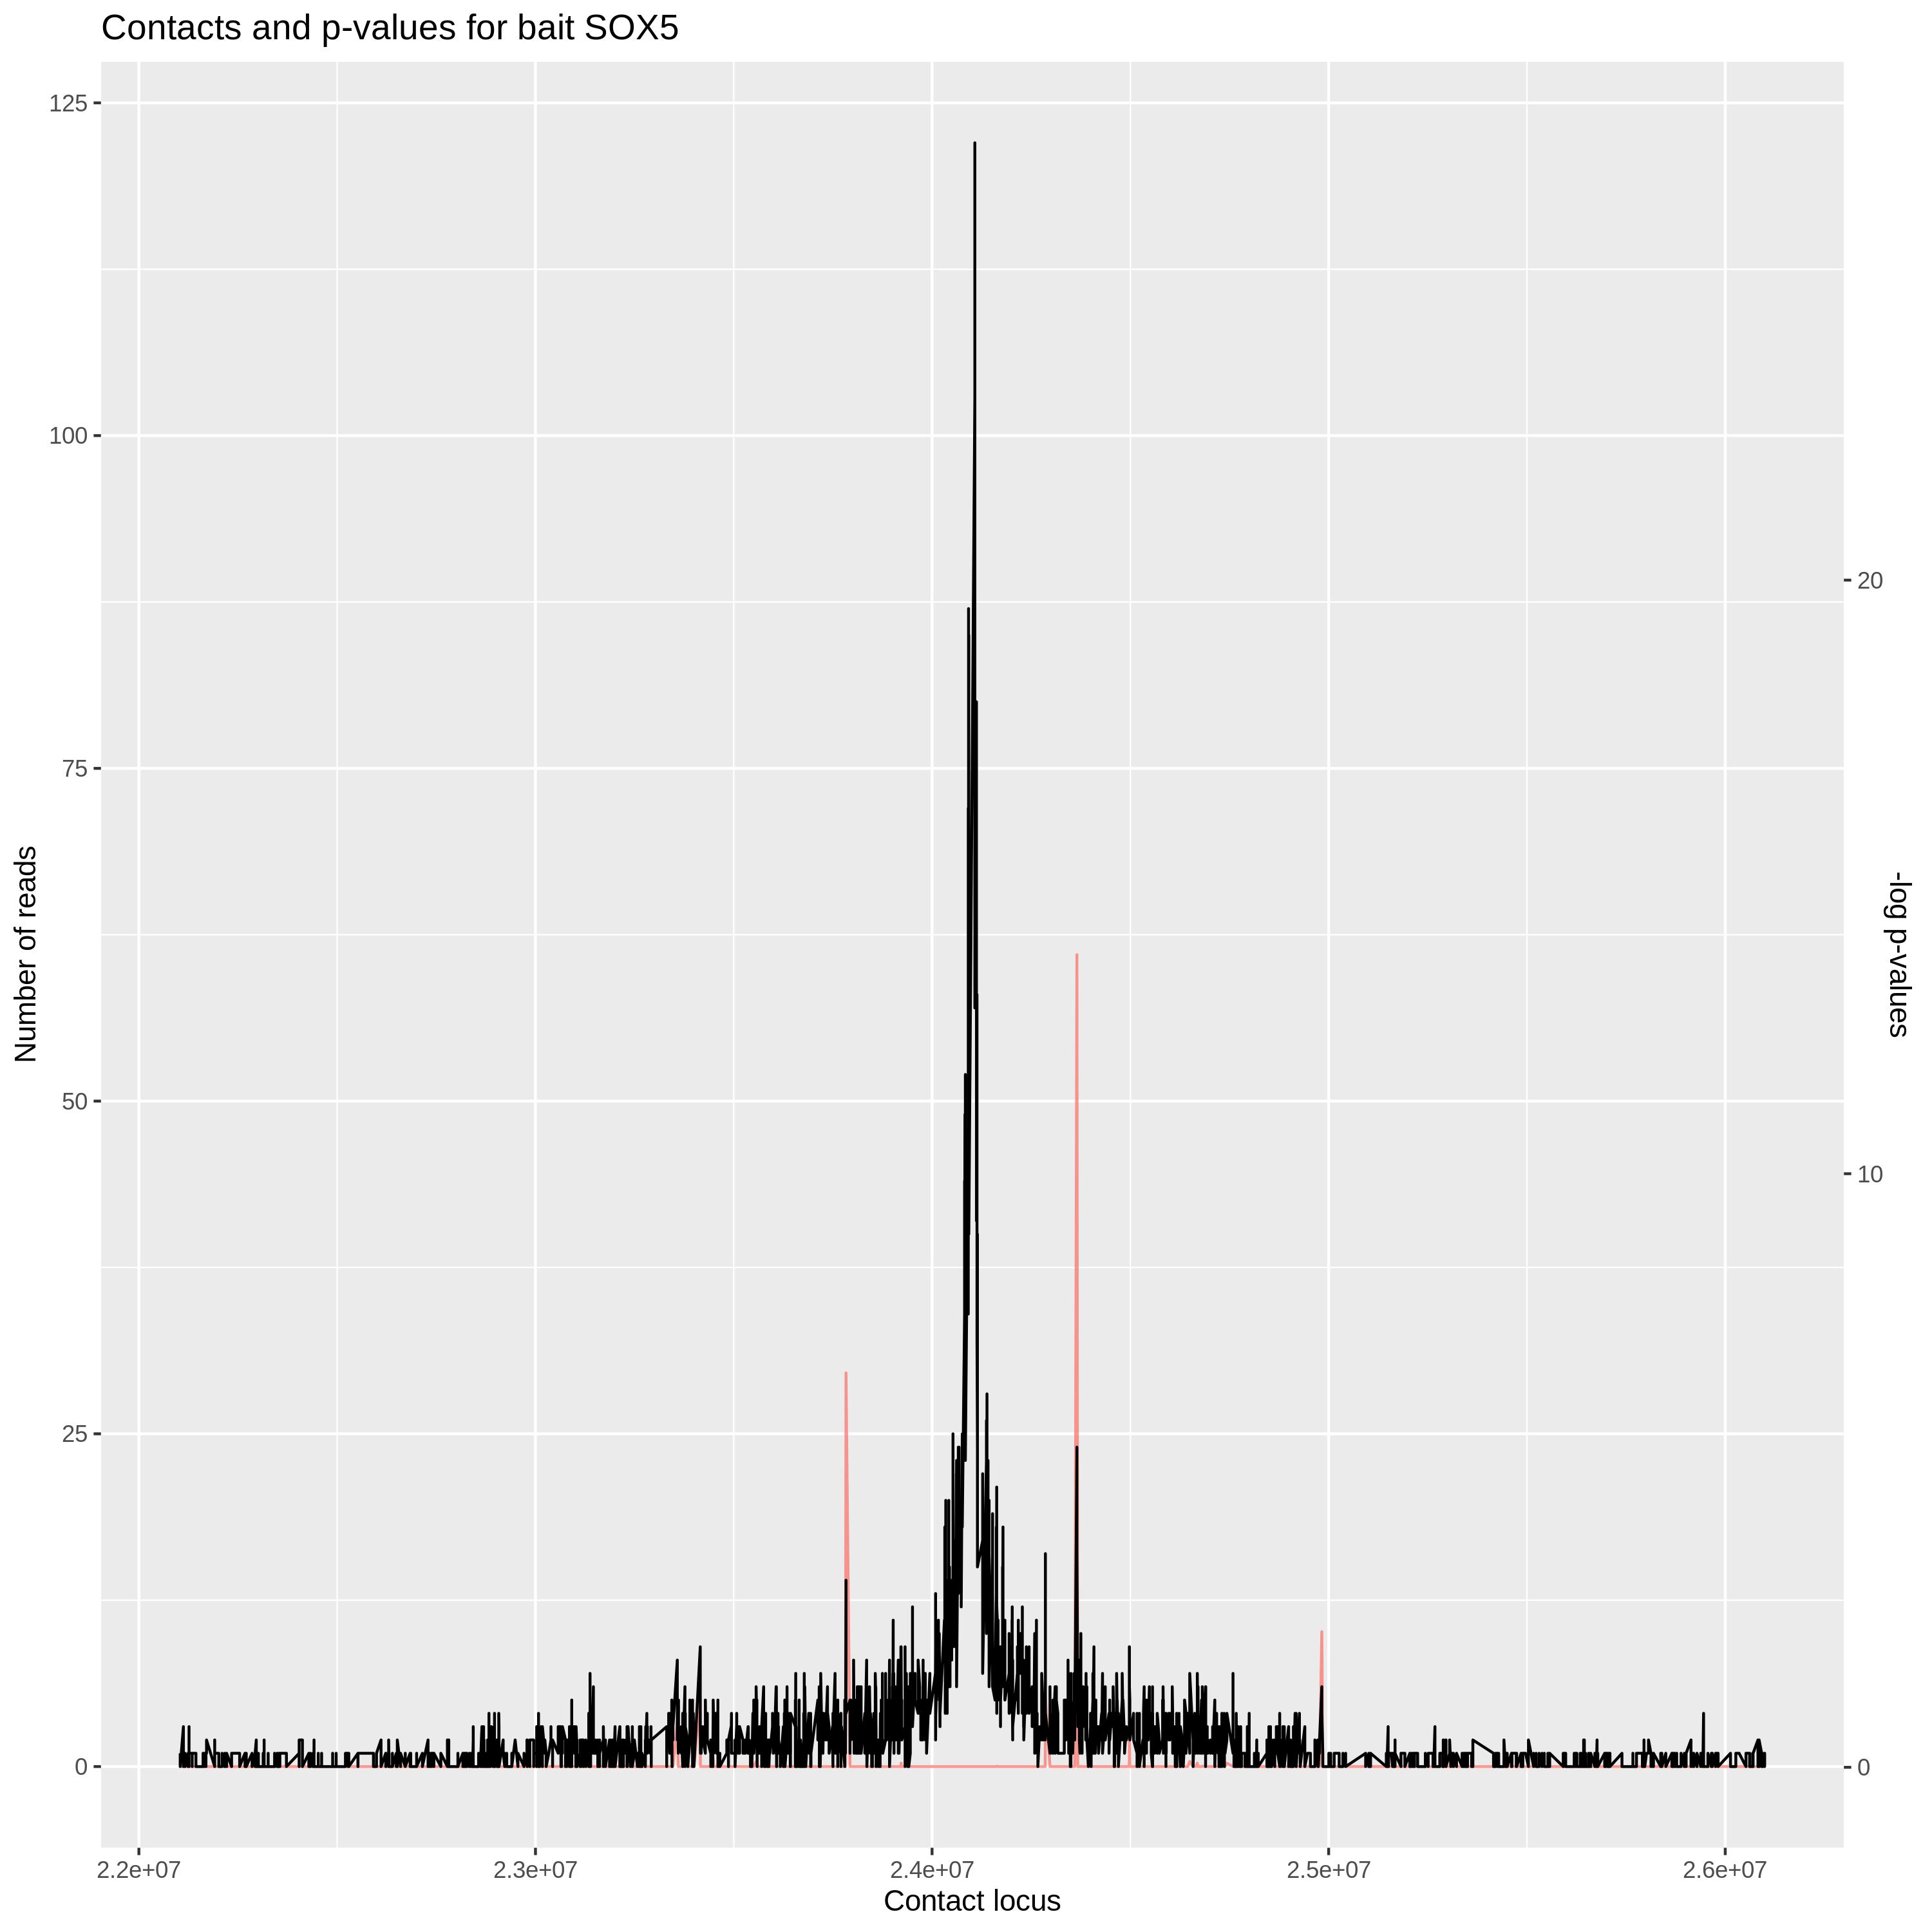 Contacts and p-values for bait SOX5
125
100
75
50
25
0
Number of reads
20
10
0
-log p-values
2.2e+07 2.3e+07 2.4e+07 2.5e+07 2.6e+07
Contact locus